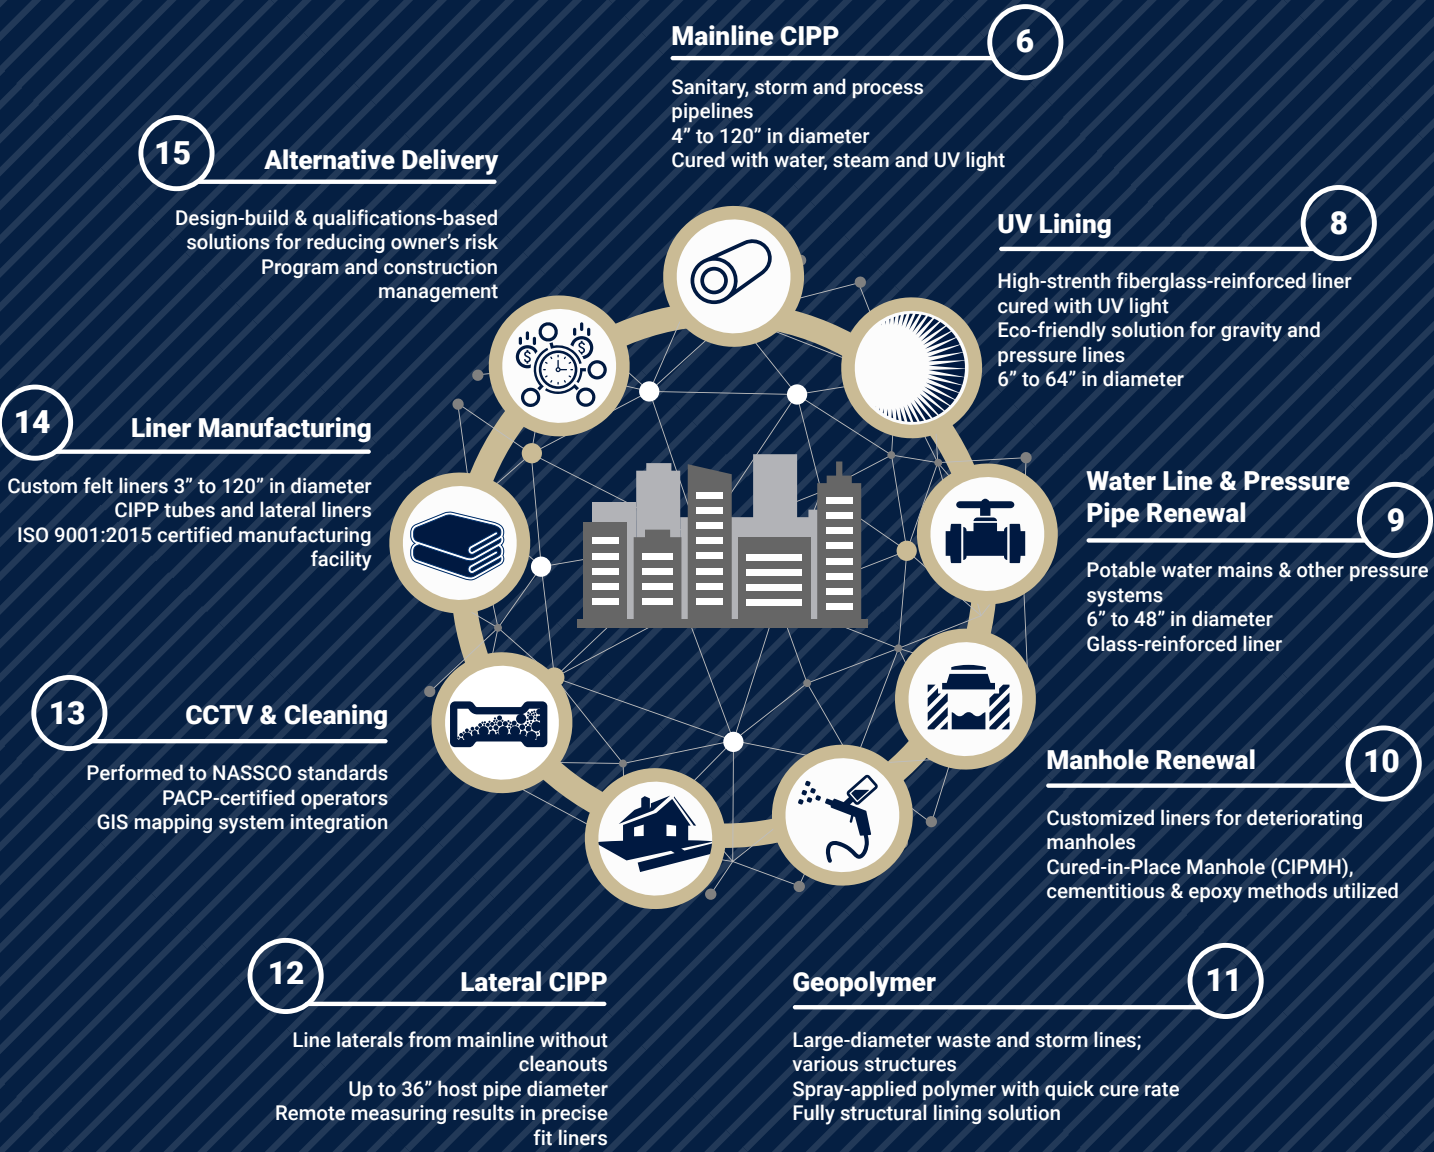 Mainline CIPP
6
Sanitary, storm and process
pipelines
4” to 120” in diameter
Cured with water, steam and UV light
UV Lining
8
High-strenth fiberglass-reinforced liner
cured with UV light
Eco-friendly solution for gravity and
pressure lines
6” to 64” in diameter
Water Line & Pressure
Pipe Renewal
9
Potable water mains & other pressure
systems
6” to 48” in diameter
Glass-reinforced liner
Manhole Renewal
10
Customized liners for deteriorating
manholes
Cured-in-Place Manhole (CIPMH),
cementitious & epoxy methods utilized
Geopolymer
11
Large-diameter waste and storm lines;
various structures
Spray-applied polymer with quick cure rate
Fully structural lining solution
12
Lateral CIPP
Line laterals from mainline without
cleanouts
Up to 36” host pipe diameter
Remote measuring results in precise
fit liners
13
CCTV & Cleaning
Performed to NASSCO standards
PACP-certified operators
GIS mapping system integration
14
Liner Manufacturing
Custom felt liners 3” to 120” in diameter
CIPP tubes and lateral liners
ISO 9001:2015 certified manufacturing
facility
15
Alternative Delivery
Design-build & qualifications-based
solutions for reducing owner’s risk
Program and construction
management
$
$